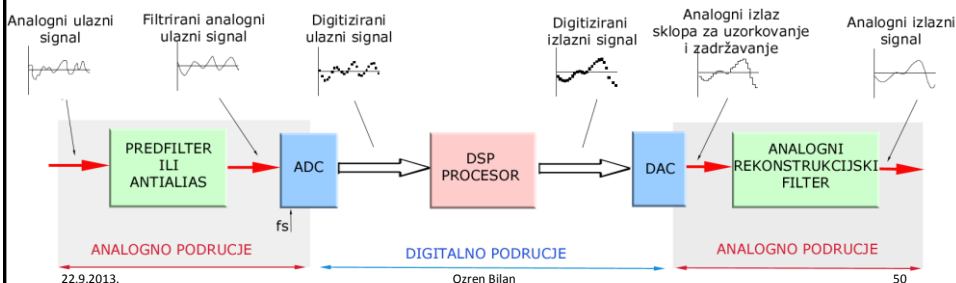 Analogni ulazni
signal
Filtrirani analogni
ulazni signal
Digitizirani
ulazni signal
Digitizirani
izlazni signal
Analogni izlaz
sklopa za uzorkovanje
i zadržavanje
Analogni izlazni
signal
PREDFILTER
ILI
ANTIALIAS
ADC
DSP
PROCESOR
DAC
ANALOGNI
REKONSTRUKCIJSKI
FILTER
fs
ANALOGNO PODRUCJE
DIGITALNO PODRUCJE
ANALOGNO PODRUCJE
22.9.2013.
Ozren Bilan
50